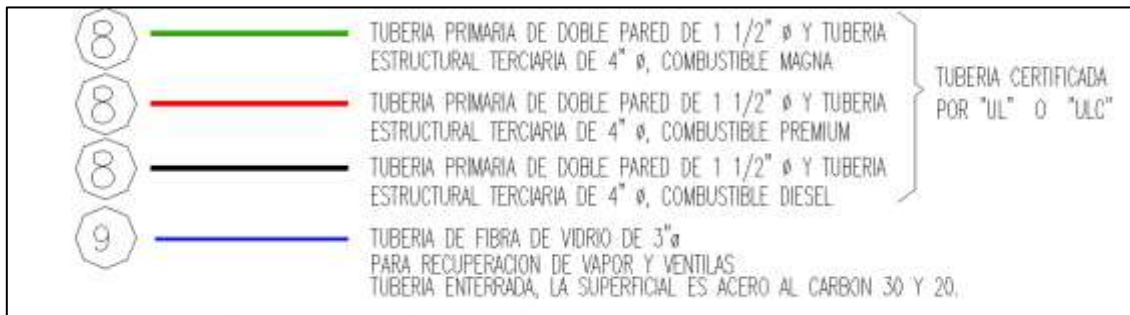 8
TUBERIA PRIMARIA DE DOBLE PARED DE 1 1/2" ø Y TUBERIA
ESTRUCTURAL TERCIARIA DE 4" ø, COMBUSTIBLE MAGNA
8
TUBERIA PRIMARIA DE DOBLE PARED DE 1 1/2" ø Y TUBERIA
ESTRUCTURAL TERCIARIA DE 4" ø, COMBUSTIBLE PREMIUM
8
TUBERIA PRIMARIA DE DOBLE PARED DE 1 1/2" ø Y TUBERIA
ESTRUCTURAL TERCIARIA DE 4" ø, COMBUSTIBLE DIESEL
TUBERIA CERTIFICADA
POR "UL" O "ULC"
9
TUBERIA DE FIBRA DE VIDRIO DE 3"ø
PARA RECUPERACION DE VAPOR Y VENTILAS
TUBERIA ENTERRADA, LA SUPERFICIAL ES ACERO AL CARBON 30 Y 20.